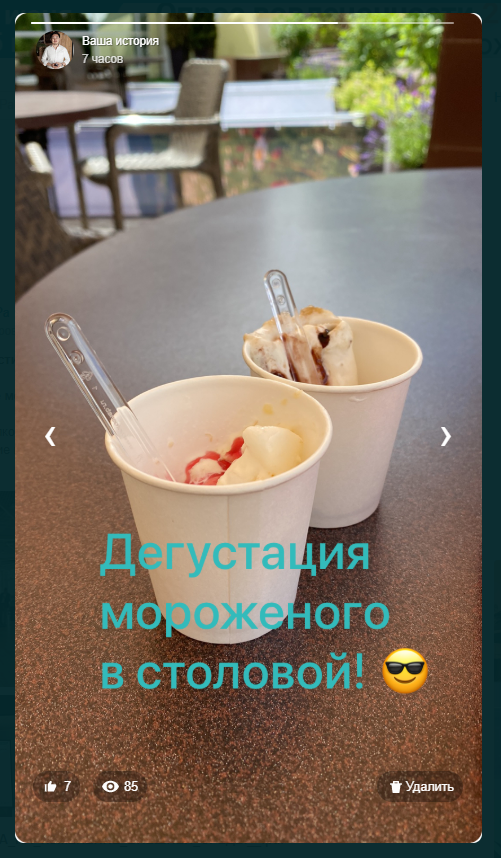 Ваша история
7 часов
Дегустация
мороженого
в столовой! 😎
7
85
Удалить